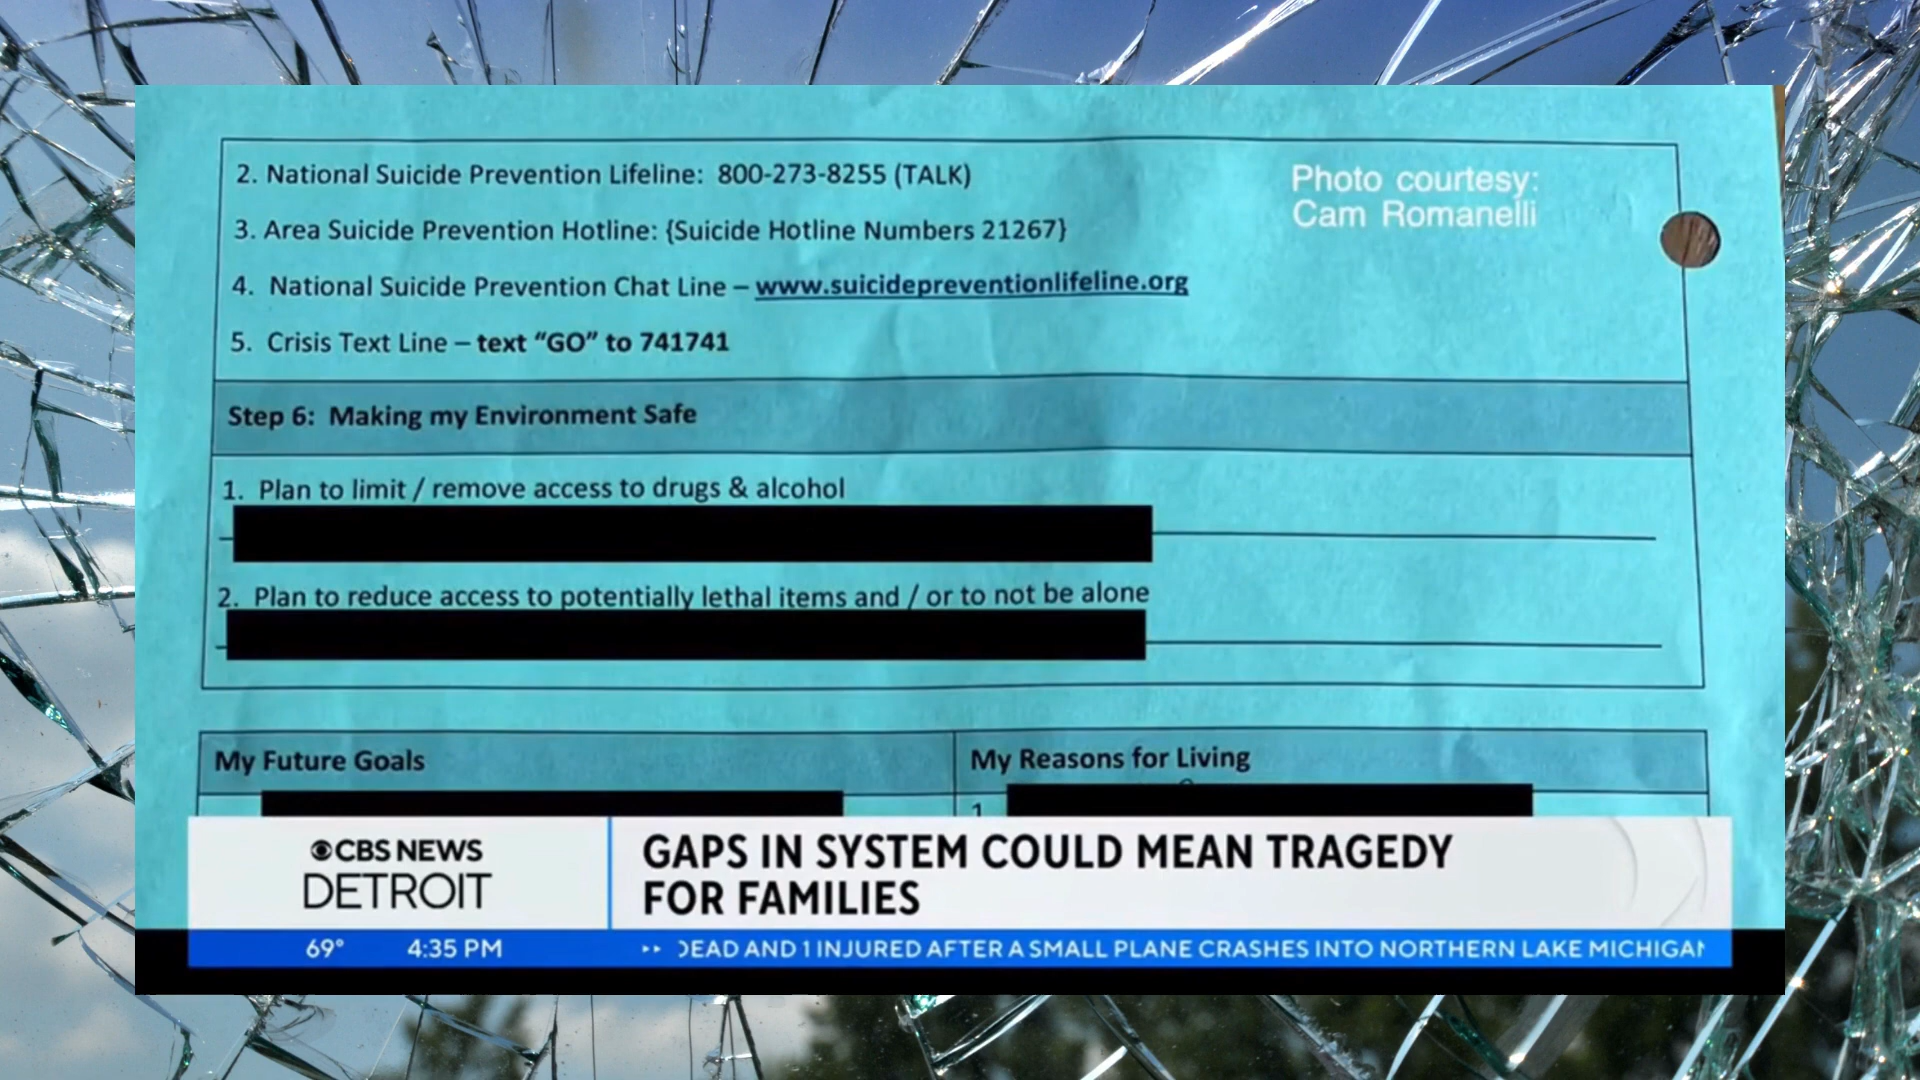 2. National Suicide Prevention Lifeline: 800-273-8255 (TALK)
Photo courtesy:
Cam Romanelli
3. Area Suicide Prevention Hotline: {Suicide Hotline Numbers 21267}
4. National Suicide Prevention Chat Line – www.suicidepreventionlifeline.org
5. Crisis Text Line – text “GO” to 741741
Step 6: Making my Environment Safe
1. Plan to limit / remove access to drugs & alcohol
2. Plan to reduce access to potentially lethal items and / or to not be alone
My Future Goals
My Reasons for Living
1
CBS NEWS
DETROIT
GAPS IN SYSTEM COULD MEAN TRAGEDY
FOR FAMILIES
69° 4:35 PM
AND 1 INJURED AFTER A SMALL PLANE CRASHES INTO NORTHERN LAKE